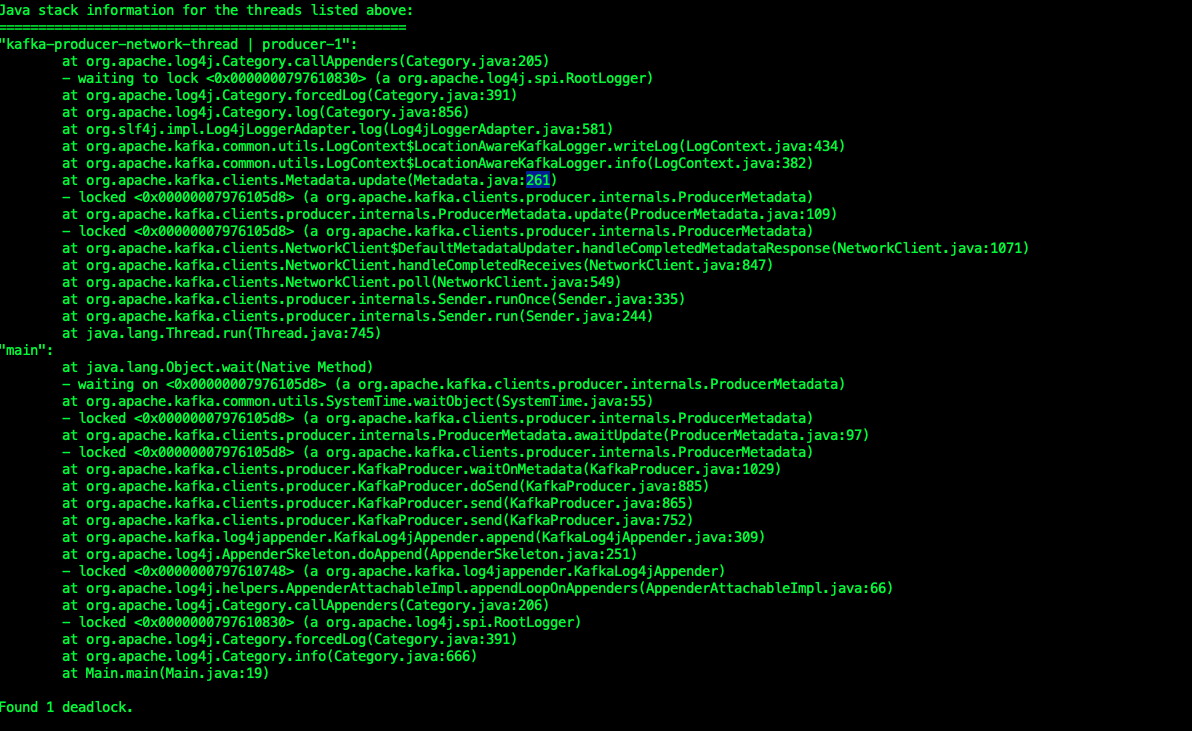 Java stack information for the threads listed above:
===================================================
"kafka-producer-network-thread | producer-1":
at org.apache.log4j.Category.callAppenders(Category.java:205)
- waiting to lock <0x0000000797610830> (a org.apache.log4j.spi.RootLogger)
at org.apache.log4j.Category.forcedLog(Category.java:391)
at org.apache.log4j.Category.log(Category.java:856)
at org.slf4j.impl.Log4jLoggerAdapter.log(Log4jLoggerAdapter.java:581)
at org.apache.kafka.common.utils.LogContext$LocationAwareKafkaLogger.writeLog(LogContext.java:434)
at org.apache.kafka.common.utils.LogContext$LocationAwareKafkaLogger.info(LogContext.java:382)
at org.apache.kafka.clients.Metadata.update(Metadata.java:261)
- locked <0x00000007976105d8> (a org.apache.kafka.clients.producer.internals.ProducerMetadata)
at org.apache.kafka.clients.producer.internals.ProducerMetadata.update(ProducerMetadata.java:109)
- locked <0x00000007976105d8> (a org.apache.kafka.clients.producer.internals.ProducerMetadata)
at org.apache.kafka.clients.NetworkClient$DefaultMetadataUpdater.handleCompletedMetadataResponse(NetworkClient.java:1071)
at org.apache.kafka.clients.NetworkClient.handleCompletedReceives(NetworkClient.java:847)
at org.apache.kafka.clients.NetworkClient.poll(NetworkClient.java:549)
at org.apache.kafka.clients.producer.internals.Sender.runOnce(Sender.java:335)
at org.apache.kafka.clients.producer.internals.Sender.run(Sender.java:244)
at java.lang.Thread.run(Thread.java:745)
"main":
at java.lang.Object.wait(Native Method)
- waiting on <0x00000007976105d8> (a org.apache.kafka.clients.producer.internals.ProducerMetadata)
at org.apache.kafka.common.utils.SystemTime.waitObject(SystemTime.java:55)
- locked <0x00000007976105d8> (a org.apache.kafka.clients.producer.internals.ProducerMetadata)
at org.apache.kafka.clients.producer.internals.ProducerMetadata.awaitUpdate(ProducerMetadata.java:97)
- locked <0x00000007976105d8> (a org.apache.kafka.clients.producer.internals.ProducerMetadata)
at org.apache.kafka.clients.producer.KafkaProducer.waitOnMetadata(KafkaProducer.java:1029)
at org.apache.kafka.clients.producer.KafkaProducer.doSend(KafkaProducer.java:885)
at org.apache.kafka.clients.producer.KafkaProducer.send(KafkaProducer.java:865)
at org.apache.kafka.clients.producer.KafkaProducer.send(KafkaProducer.java:752)
at org.apache.kafka.log4jappender.KafkaLog4jAppender.append(KafkaLog4jAppender.java:309)
at org.apache.log4j.AppenderSkeleton.doAppend(AppenderSkeleton.java:251)
- locked <0x0000000797610748> (a org.apache.kafka.log4jappender.KafkaLog4jAppender)
at org.apache.log4j.helpers.AppenderAttachableImpl.appendLoopOnAppenders(AppenderAttachableImpl.java:66)
at org.apache.log4j.Category.callAppenders(Category.java:206)
- locked <0x0000000797610830> (a org.apache.log4j.spi.RootLogger)
at org.apache.log4j.Category.forcedLog(Category.java:391)
at org.apache.log4j.Category.info(Category.java:666)
at Main.main(Main.java:19)
Found 1 deadlock.